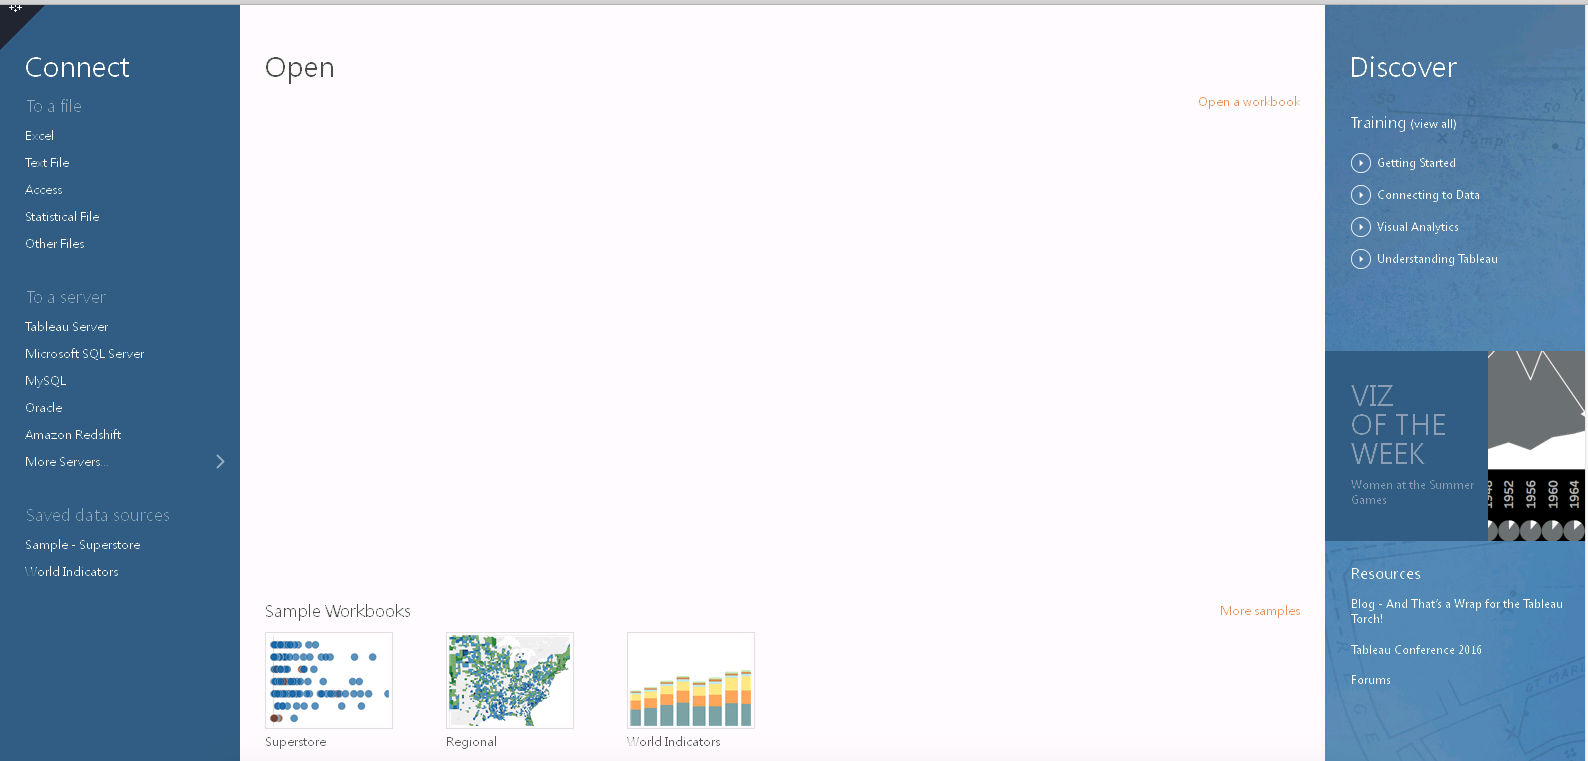 Connect
To a file
Excel
Text File
Access
Statistical File
Other Files
To a server
Tableau Server
Microsoft SQL Server
MySQL
Oracle
Amazon Redshift
More Servers...
Saved data sources
Sample - Superstore
World Indicators
Open
Open a workbook
Sample Workbooks
More samples
Superstore
Regional
World Indicators
Discover
Training (view all)
Getting Started
Connecting to Data
Visual Analytics
Understanding Tableau
VIZ
OF THE
WEEK
Women at the Summer
Games
1952
1956
1960
1964
Resources
Blog - And That's a Wrap for the Tableau
Torch!
Tableau Conference 2016
Forums